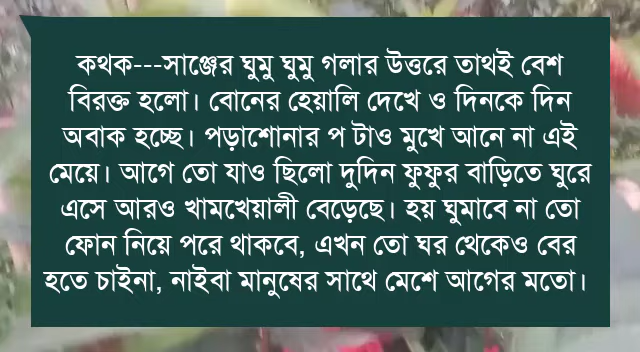 কথক---সাঞ্জের ঘুমু ঘুমু গলার উত্তরে তাথই বেশ
বিরক্ত হলো। বোনের হেয়ালি দেখে ও দিনকে দিন
অবাক হচ্ছে। পড়াশোনার প টাও মুখে আনে না এই
মেয়ে। আগে তো যাও ছিলো দুদিন ফুফুর বাড়িতে ঘুরে
এসে আরও খামখেয়ালী বেড়েছে। হয় ঘুমাবে না তো
ফোন নিয়ে পরে থাকবে, এখন তো ঘর থেকেও বের
হতে চাইনা, নাইবা মানুষের সাথে মেশে আগের মতো।